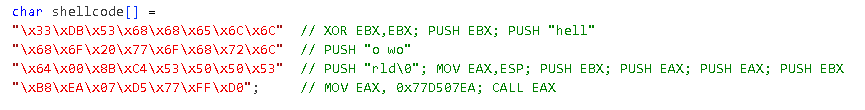 char shellcode[] =
"\x33\xDB\x53\x68\x68\x65\x6C\x6C" // XOR EBX,EBX; PUSH EBX; PUSH "hell"
"\x68\x6F\x20\x77\x6F\x68\x72\x6C" // PUSH "o wo"
"\x64\x00\x8B\xC4\x53\x50\x50\x53" // PUSH "rld\0"; MOV EAX,ESP; PUSH EBX; PUSH EAX; PUSH EAX; PUSH EBX
"\xB8\xEA\x07\xD5\x77\xFF\xD0"; // MOV EAX, 0x77D507EA; CALL EAX